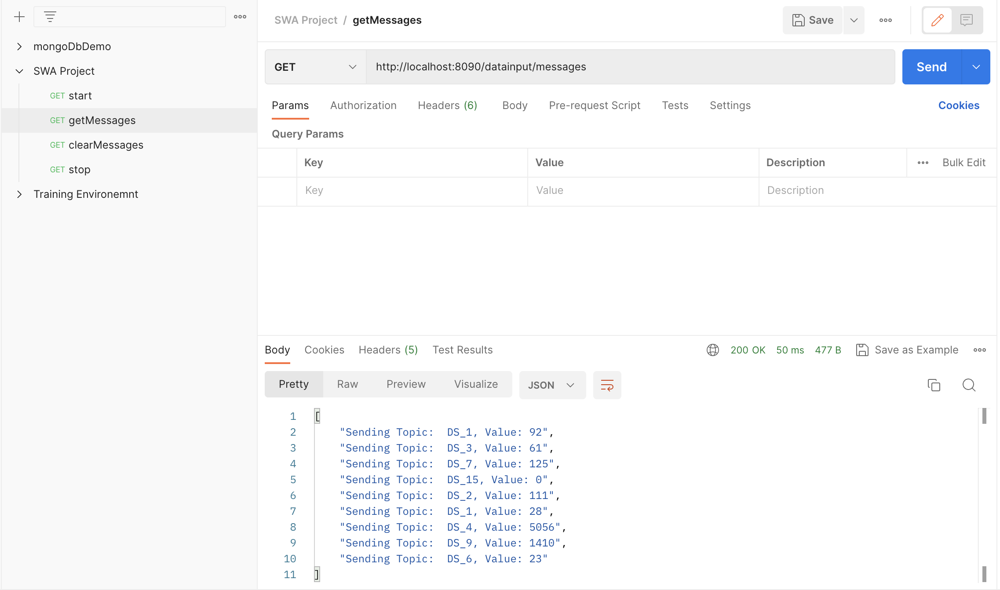 mongoDbDemo
SWA Project
GET start
GET getMessages
GET clearMessages
GET stop
Training Environemnt
SWA Project / getMessages
Save
GET
http://localhost:8090/datainput/messages
Send
Params Authorization Headers (6) Body Pre-request Script Tests Settings Cookies
Query Params
Key Value Description Bulk Edit
Key Value Description
Body Cookies Headers (5) Test Results 200 OK 50 ms 477 B Save as Example
Pretty Raw Preview Visualize JSON
1 [
2 "Sending Topic:  DS_1, Value: 92",
3 "Sending Topic:  DS_3, Value: 61",
4 "Sending Topic:  DS_7, Value: 125",
5 "Sending Topic:  DS_15, Value: 0",
6 "Sending Topic:  DS_2, Value: 111",
7 "Sending Topic:  DS_1, Value: 28",
8 "Sending Topic:  DS_4, Value: 5056",
9 "Sending Topic:  DS_9, Value: 1410",
10 "Sending Topic:  DS_6, Value: 23"
11 ]